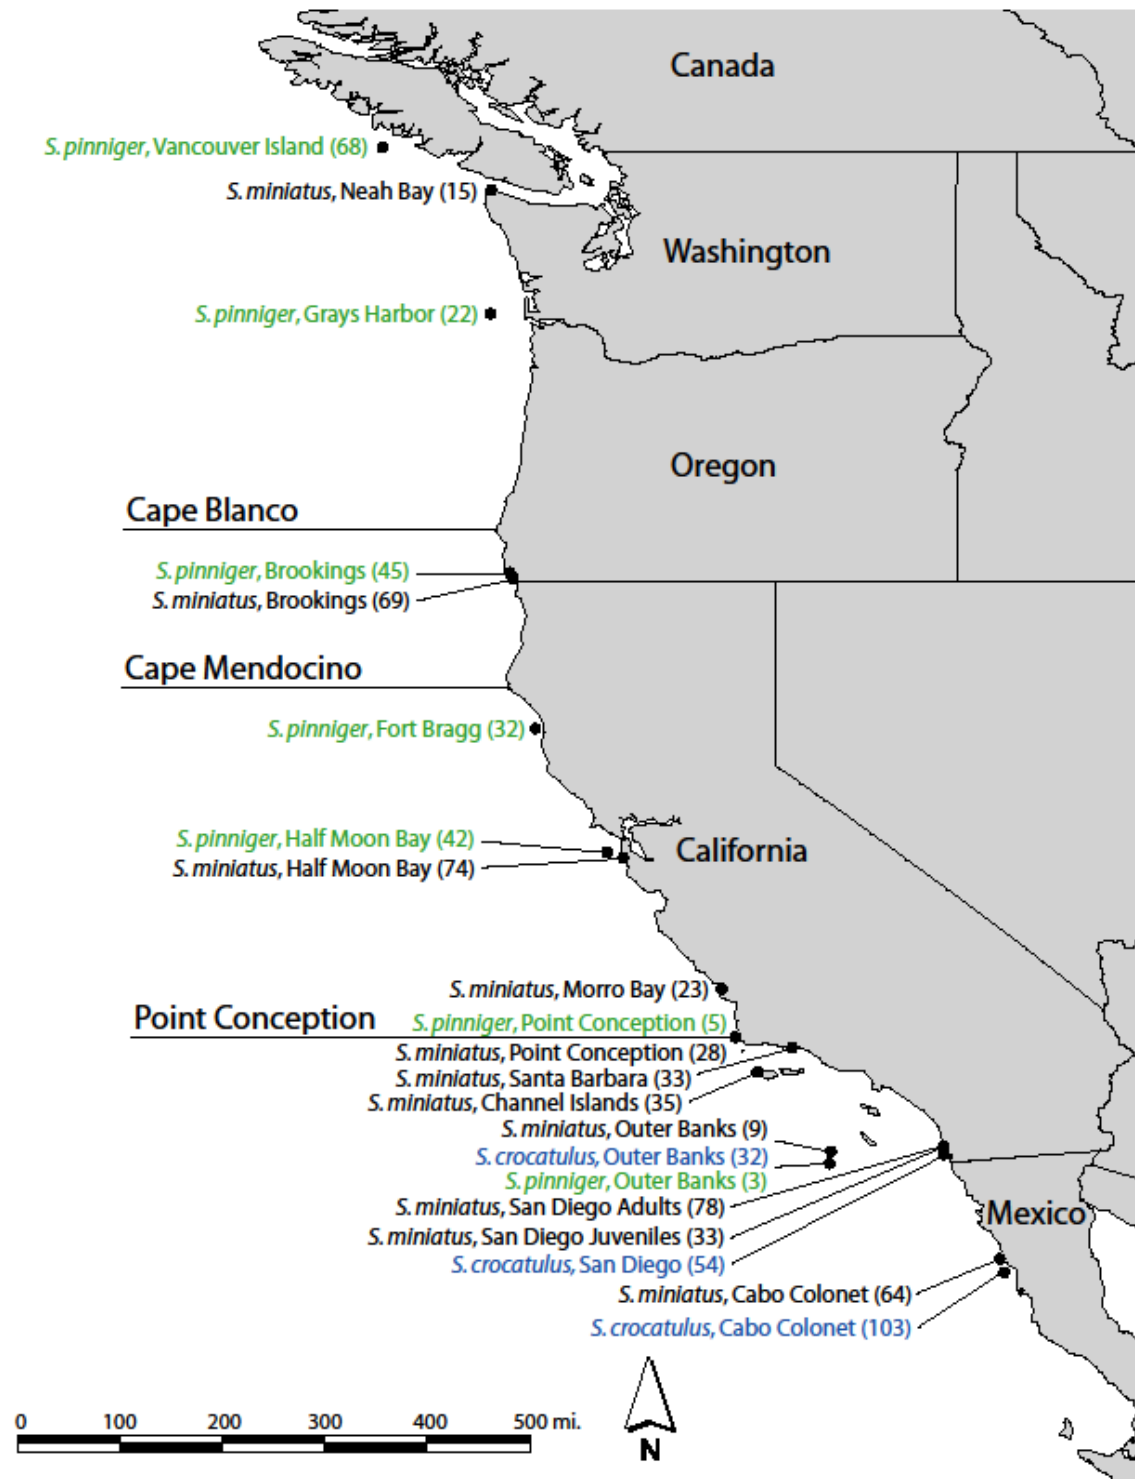 Canada
S. pinniger, Vancouver Island (68)
S. miniatus, Neah Bay (15)
Washington
S. pinniger, Grays Harbor (22)
Oregon
Cape Blanco
S. pinniger, Brookings (45)
S. miniatus, Brookings (69)
Cape Mendocino
S. pinniger, Fort Bragg (32)
S. pinniger, Half Moon Bay (42)
California
S. miniatus, Half Moon Bay (74)
S. miniatus, Morro Bay (23)
Point Conception
S. pinniger, Point Conception (5)
S. miniatus, Point Conception (28)
S. miniatus, Santa Barbara (33)
S. miniatus, Channel Islands (35)
S. miniatus, Outer Banks (9)
S. crocatulus, Outer Banks (32)
S. pinniger, Outer Banks (3)
S. miniatus, San Diego Adults (78)
Mexico
S. miniatus, San Diego Juveniles (33)
S. crocatulus, San Diego (54)
S. miniatus, Cabo Colonet (64)
S. crocatulus, Cabo Colonet (103)
0 100 200 300 400 500 mi.
N